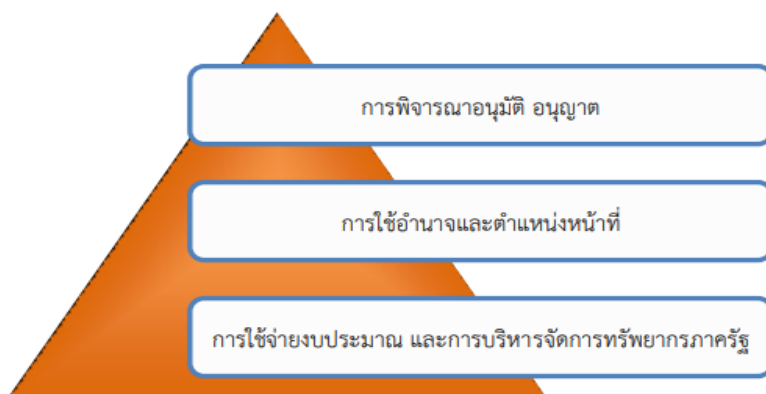 การพิจารณาอนุมัติ อนุญาต
การใช้อำนาจและตำแหน่งหน้าที่
การใช้จ่ายงบประมาณ และการบริหารจัดการทรัพยากรภาครัฐ